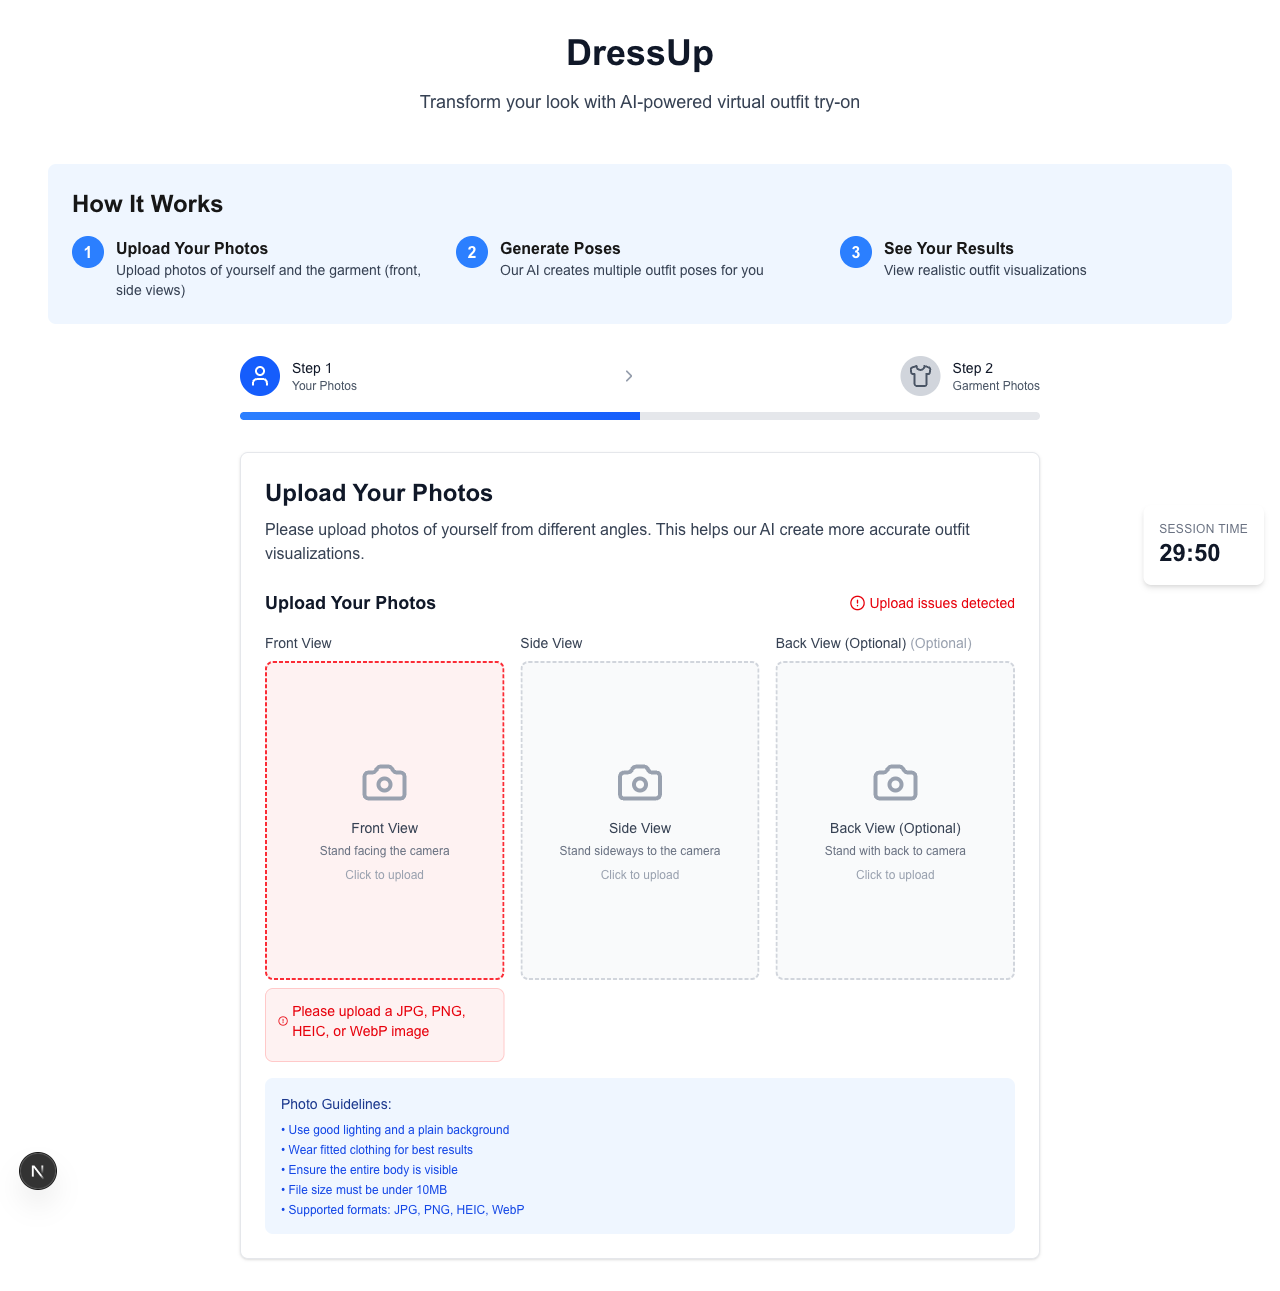 DressUp
Transform your look with AI-powered virtual outfit try-on
How It Works
1
Upload Your Photos
Upload photos of yourself and the garment (front,
side views)
2
Generate Poses
Our AI creates multiple outfit poses for you
3
See Your Results
View realistic outfit visualizations
Step 1
Your Photos
Step 2
Garment Photos
Upload Your Photos
Please upload photos of yourself from different angles. This helps our AI create more accurate outfit
visualizations.
SESSION TIME
29:50
Upload Your Photos
Upload issues detected
Front View
Side View
Back View (Optional) (Optional)
Front View
Stand facing the camera
Click to upload
Side View
Stand sideways to the camera
Click to upload
Back View (Optional)
Stand with back to camera
Click to upload
Please upload a JPG, PNG,
HEIC, or WebP image
Photo Guidelines:
• Use good lighting and a plain background
• Wear fitted clothing for best results
• Ensure the entire body is visible
• File size must be under 10MB
• Supported formats: JPG, PNG, HEIC, WebP
N